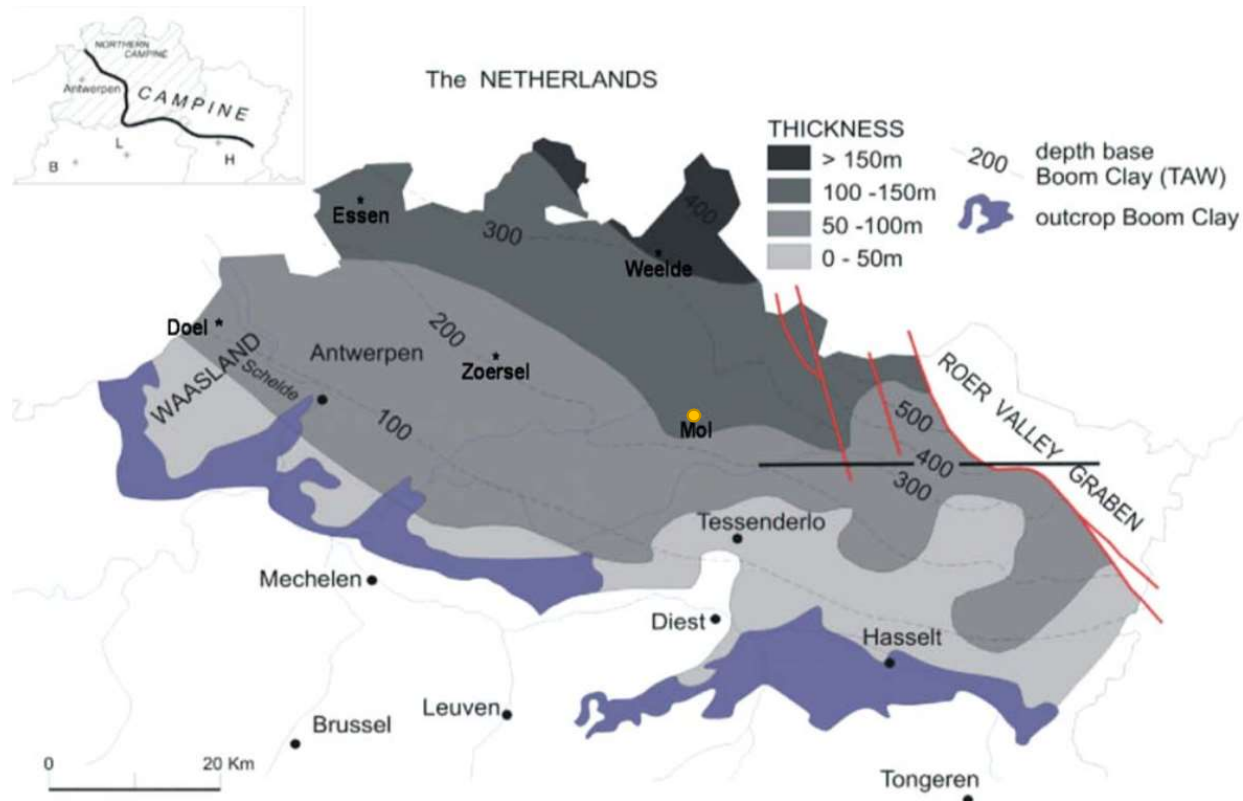 NORTHERN
CAMPINE
Antwerpen
CAMPINE
L
B
H
The NETHERLANDS
THICKNESS
> 150m
100 -150m
50 -100m
0 - 50m
200
depth base
Boom Clay (TAW)
outcrop Boom Clay
Essen
400
300
Weelde
Doel
200
Antwerpen
Zoersel
WAASLAND
Schelde
100
Mol
ROER VALLEY GRABEN
500
400
300
Tessenderlo
Mechelen
Diest
Hasselt
Leuven
Brussel
0
20 Km
Tongeren